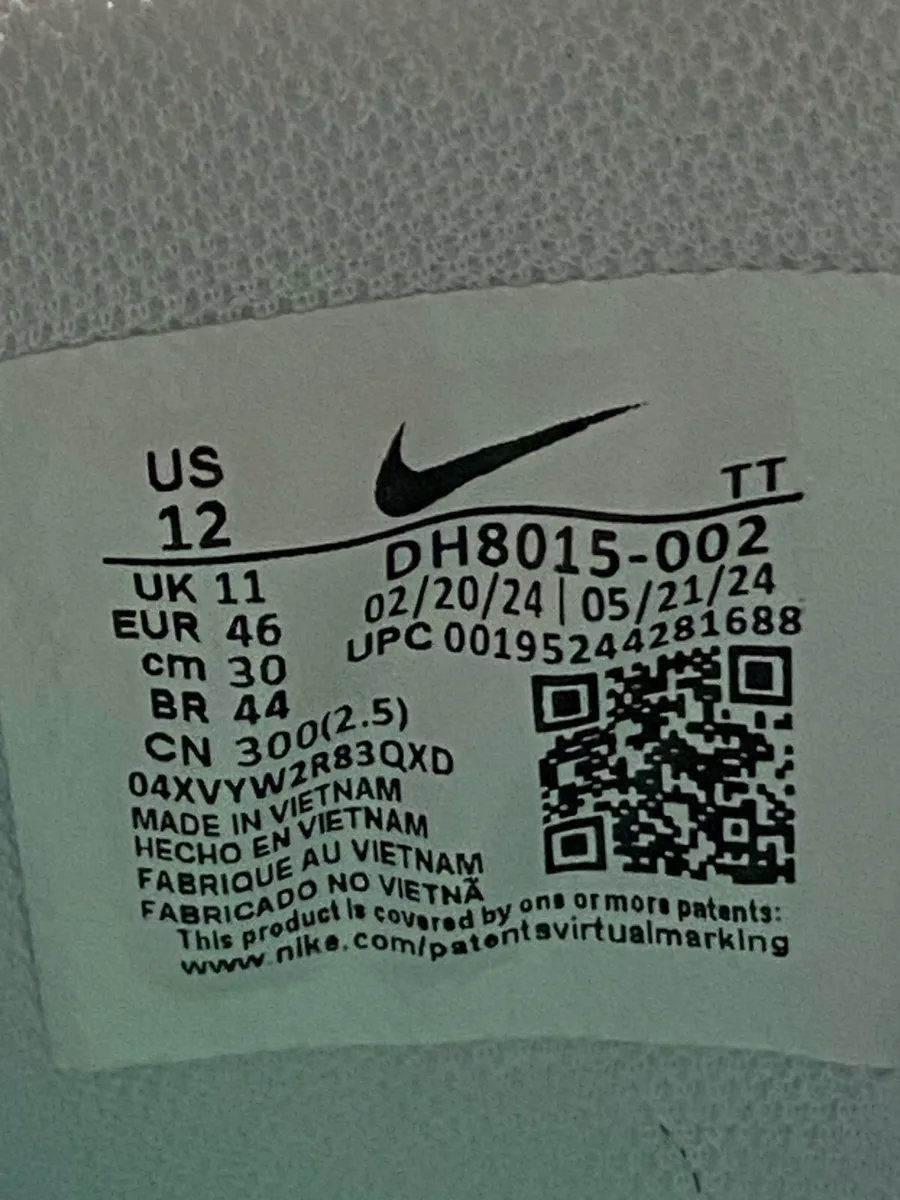 US
12
TT
DH8015-002
02/20/24 | 05/21/24
UPC 00195244281688
UK 11
EUR 46
cm 30
BR 44
CN 300(2.5)
04XVYW2R83QXD
MADE IN VIETNAM
HECHO EN VIETNAM
FABRIQUE AU VIETNAM
FABRICADO NO VIETNÃ
This product is covered by one or more patents:
www.nike.com/patentsvirtualmarking